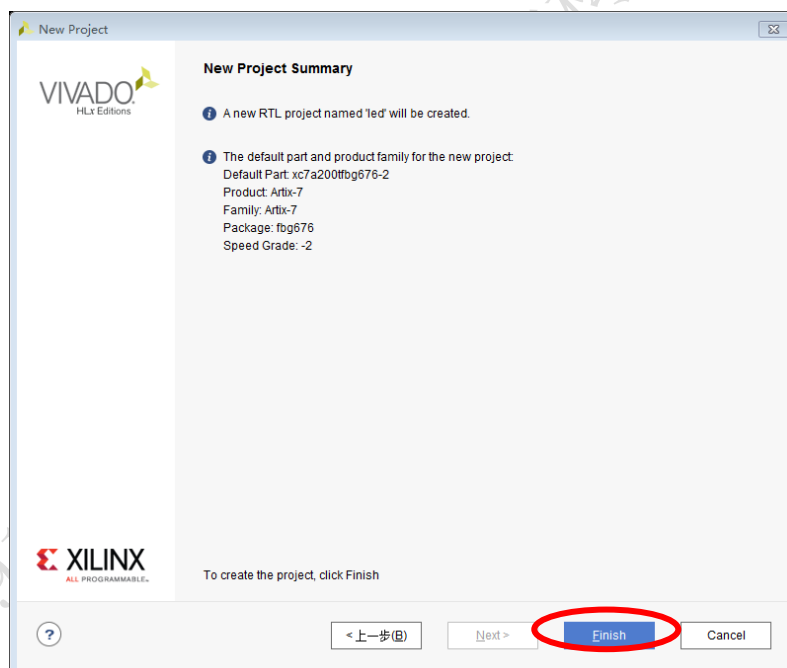 New Project
VIVADO.
HLx Editions
New Project Summary
A new RTL project named 'led' will be created.
The default part and product family for the new project:
Default Part: xc7a200tfbg676-2
Product: Artix-7
Family: Artix-7
Package: fbg676
Speed Grade: -2
XILINX
ALL PROGRAMMABLE.
To create the project, click Finish
?
<上一步(B)
Next >
Finish
Cancel